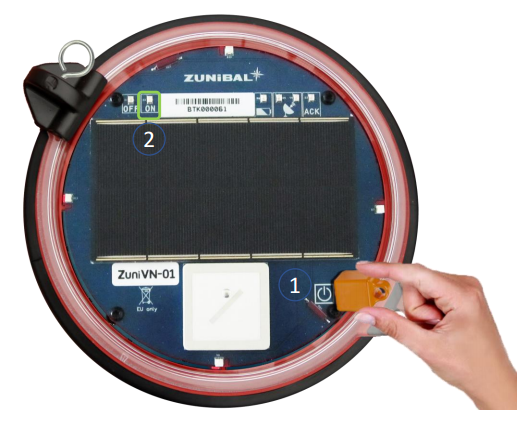 ZUNIBAL
OFF ON BTK000061 ACK
2
ZuniVN-01
1
EU only